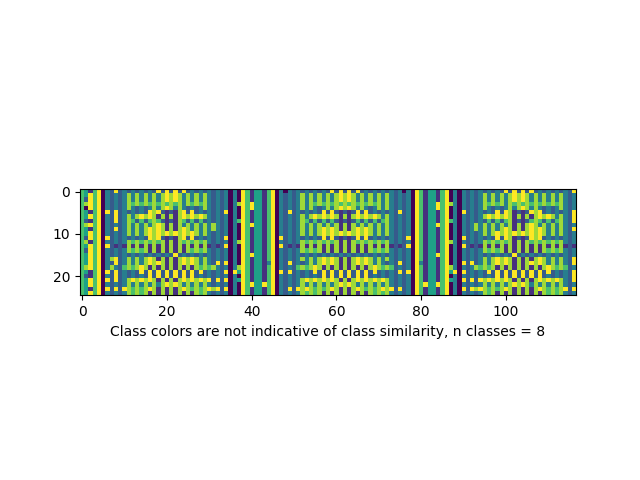 0
10
20
0 20 40 60 80 100
Class colors are not indicative of class similarity, n classes = 8